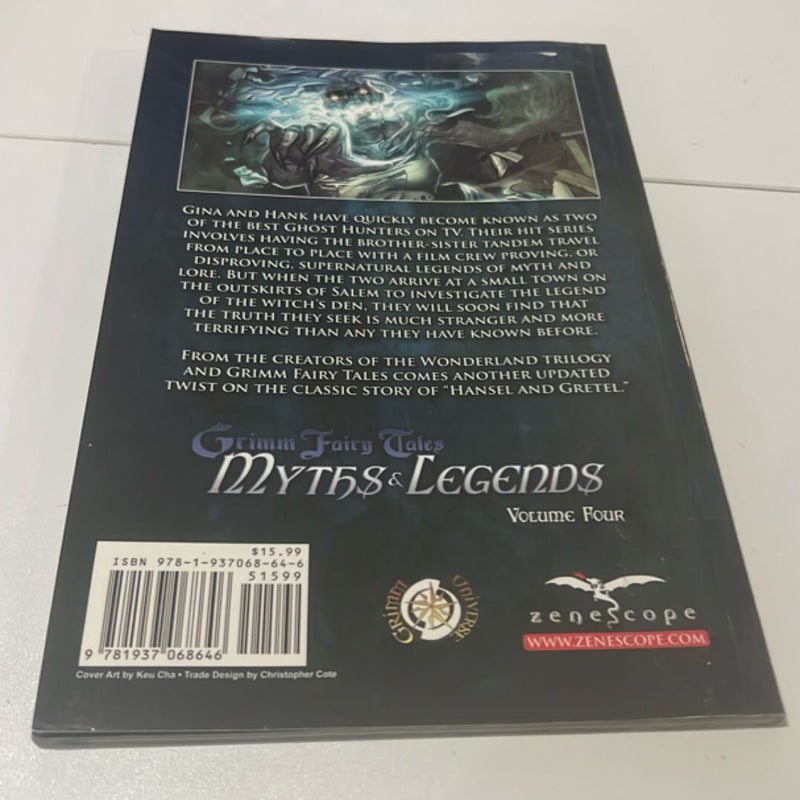 Gina and Hank have quickly become known as two
of the best Ghost Hunters on TV. Their hit series
involves having the brother-sister tandem travel
from place to place with a film crew proving, or
disproving, supernatural legends of myth and
lore. But when the two arrive at a small town on
the outskirts of Salem to investigate the legend
of the witch's den, they will soon find that
the truth they seek is much stranger and more
terrifying than any they have known before.
From the creators of the Wonderland trilogy
and Grimm Fairy Tales comes another updated
twist on the classic story of "Hansel and Gretel."
Grimm Fairy Tales
Myths & Legends
Volume Four
$15.99
ISBN 978-1-937068-64-6
51599
9 781937 068646
Cover Art by Keu Cha • Trade Design by Christopher Cote
GRIMM UNIVERSE
zenescope
WWW.ZENESCOPE.COM